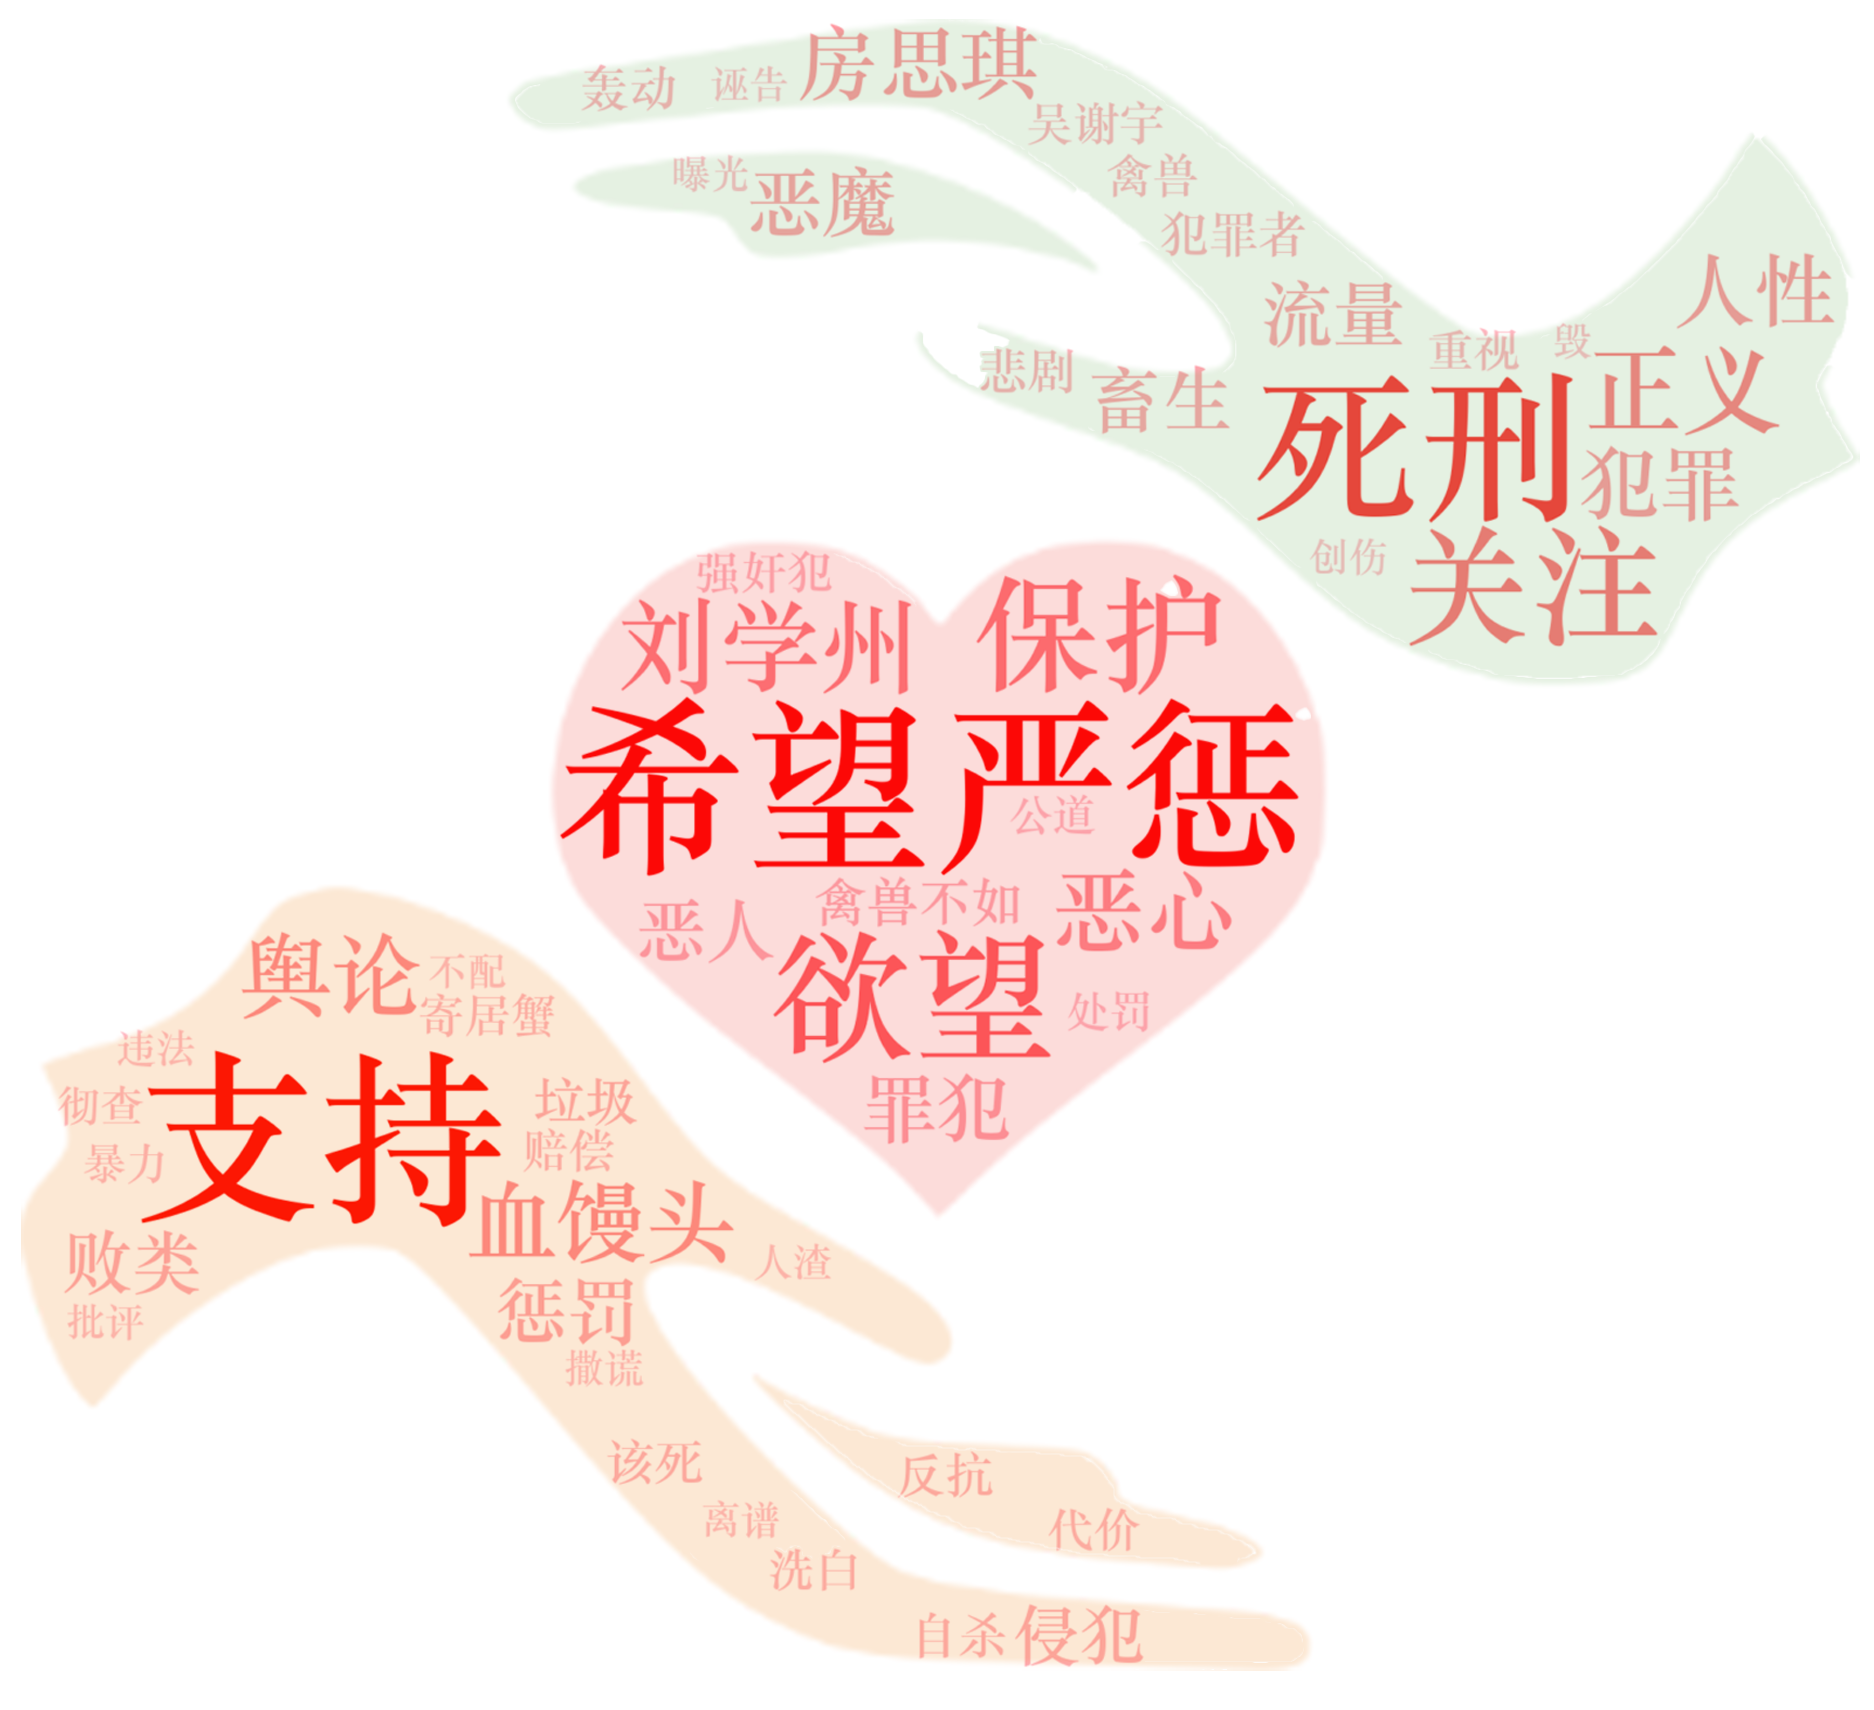 房思琪
轰动
诬告
吴谢宇
曝光
恶魔
禽兽
犯罪者
人性
流量
重视
毁
悲剧
畜生
正义
死刑
犯罪
关注
创伤
强奸犯
刘学州
保护
希望严惩
公道
禽兽不如
恶心
恶人
欲望
处罚
罪犯
舆论
不配
寄居蟹
违法
支持
彻查
垃圾
暴力
赔偿
血馒头
败类
人渣
惩罚
批评
撒谎
该死
反抗
离谱
代价
洗白
自杀
侵犯